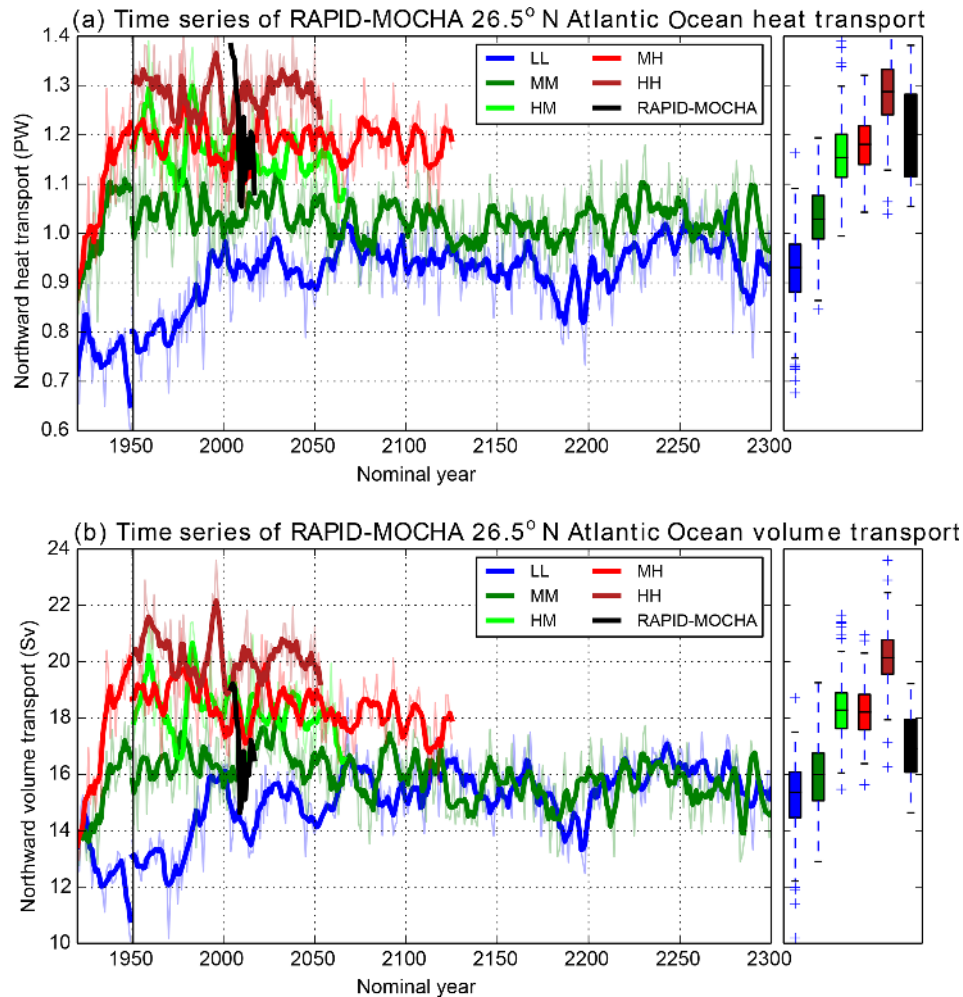 (a) Time series of RAPID-MOCHA 26.5° N Atlantic Ocean heat transport
1.4
1.3
1.2
1.1
1.0
0.9
0.8
0.7
0.6
Northward heat transport (PW)
LL
MM
HM
MH
HH
RAPID-MOCHA
1950 2000 2050 2100 2150 2200 2250 2300
Nominal year
(b) Time series of RAPID-MOCHA 26.5° N Atlantic Ocean volume transport
24
22
20
18
16
14
12
10
Northward volume transport (Sv)
LL
MM
HM
MH
HH
RAPID-MOCHA
1950 2000 2050 2100 2150 2200 2250 2300
Nominal year